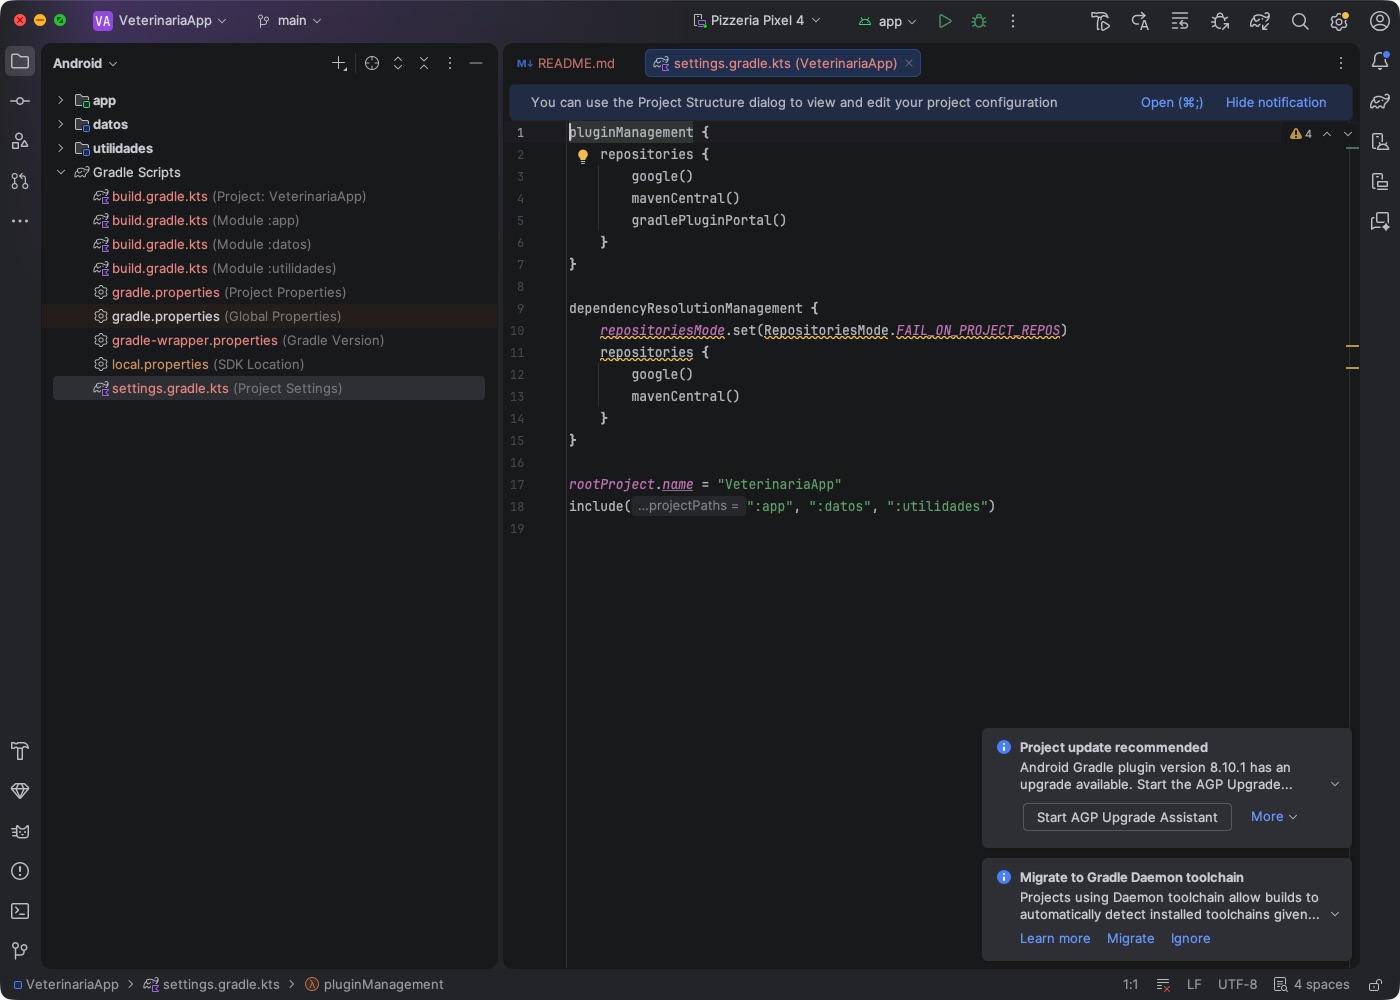 VA VeterinariaApp
main
Pizzeria Pixel 4
app
Android
app
datos
utilidades
Gradle Scripts
build.gradle.kts (Project: VeterinariaApp)
build.gradle.kts (Module :app)
build.gradle.kts (Module :datos)
build.gradle.kts (Module :utilidades)
gradle.properties (Project Properties)
gradle.properties (Global Properties)
gradle-wrapper.properties (Gradle Version)
local.properties (SDK Location)
settings.gradle.kts (Project Settings)
M↓ README.md
settings.gradle.kts (VeterinariaApp)
You can use the Project Structure dialog to view and edit your project configuration Open (⌘;) Hide notification
4
1 pluginManagement {
2 repositories {
3 google()
4 mavenCentral()
5 gradlePluginPortal()
6 }
7 }
8
9 dependencyResolutionManagement {
10 repositoriesMode.set(RepositoriesMode.FAIL_ON_PROJECT_REPOS)
11 repositories {
12 google()
13 mavenCentral()
14 }
15 }
16
17 rootProject.name = "VeterinariaApp"
18 include( ...projectPaths = ":app", ":datos", ":utilidades")
19
Project update recommended
Android Gradle plugin version 8.10.1 has an
upgrade available. Start the AGP Upgrade...
Start AGP Upgrade Assistant More
Migrate to Gradle Daemon toolchain
Projects using Daemon toolchain allow builds to
automatically detect installed toolchains given...
Learn more Migrate Ignore
VeterinariaApp > settings.gradle.kts > λ pluginManagement
1:1 LF UTF-8 4 spaces